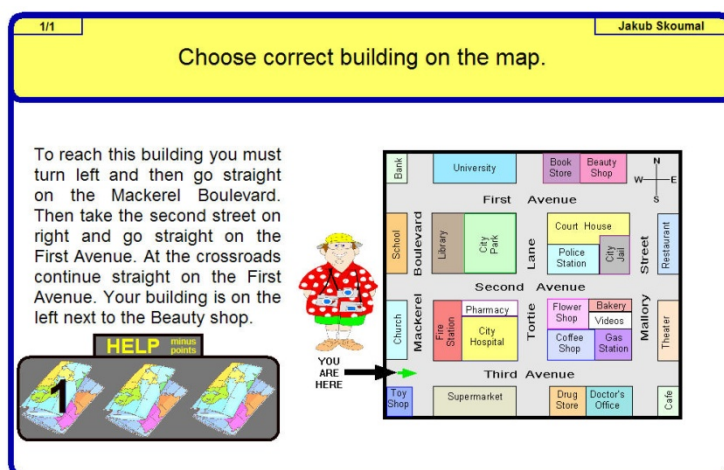 1/1
Jakub Skoumal
Choose correct building on the map.
To reach this building you must
turn left and then go straight
on the Mackerel Boulevard.
Then take the second street on
right and go straight on the
First Avenue. At the crossroads
continue straight on the First
Avenue. Your building is on the
left next to the Beauty shop.
HELP minus points
1
YOU
ARE
HERE
Bank
University
Book
Store
Beauty
Shop
N
W
E
S
First Avenue
School
Boulevard
Library
City
Park
Lane
Court House
Police
Station
City
Jail
Street
Restaurant
Second Avenue
Church
Mackerel
Fire
Station
Pharmacy
City
Hospital
Tortie
Flower
Shop
Bakery
Videos
Coffee
Shop
Gas
Station
Mallory
Theater
Third Avenue
Toy
Shop
Supermarket
Drug
Store
Doctor's
Office
Cafe